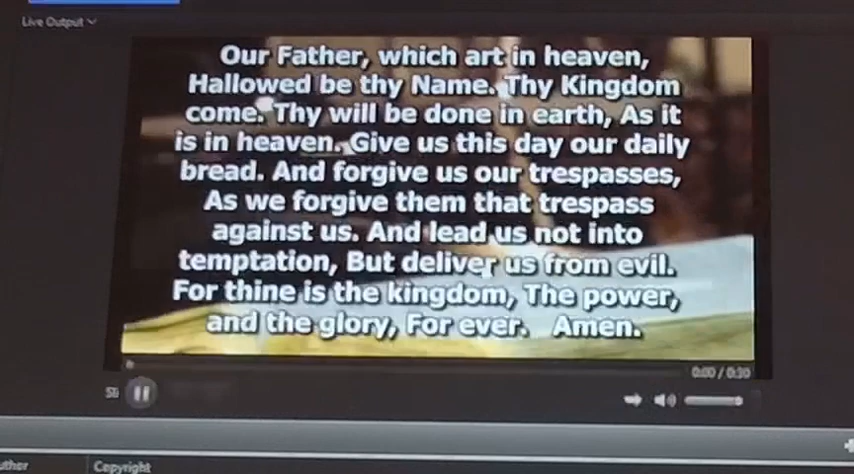 Live Output
Our Father, which art in heaven,
Hallowed be thy Name. Thy Kingdom
come. Thy will be done in earth, As it
is in heaven. Give us this day our daily
bread. And forgive us our trespasses,
As we forgive them that trespass
against us. And lead us not into
temptation, But deliver us from evil.
For thine is the kingdom, The power,
and the glory, For ever. Amen.
0:00 / 0:30
Copyright